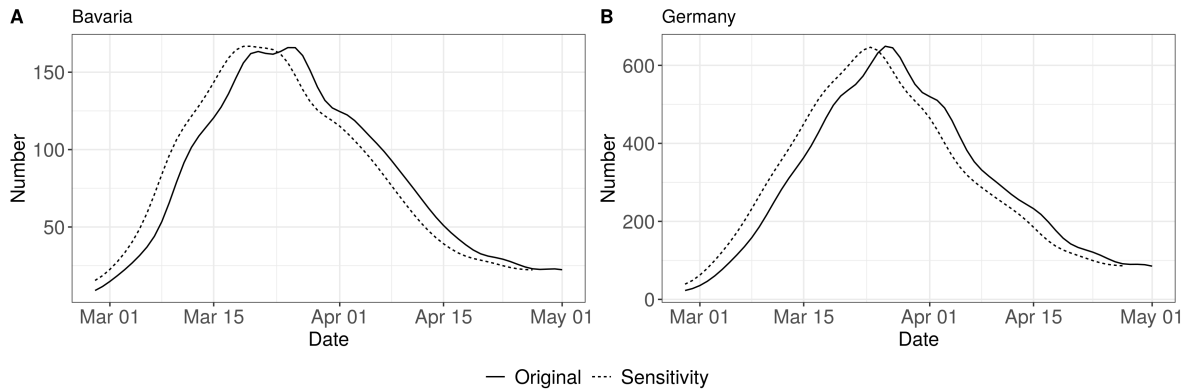 A Bavaria
Number
150
100
50
Mar 01 Mar 15 Apr 01 Apr 15 May 01
Date
B Germany
Number
600
400
200
0
Mar 01 Mar 15 Apr 01 Apr 15 May 01
Date
Original Sensitivity